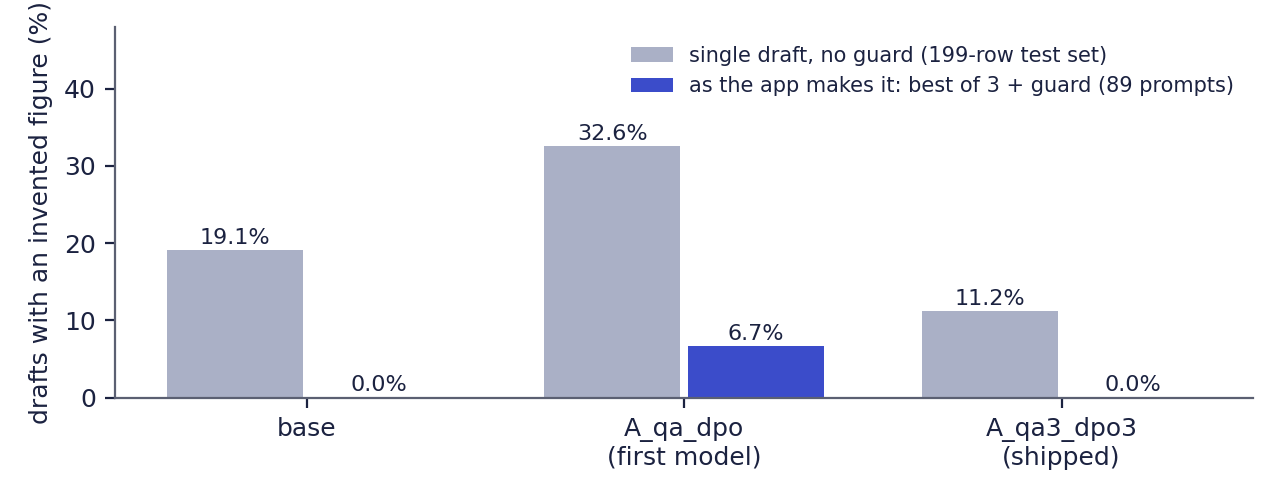 drafts with an invented figure (%)
single draft, no guard (199-row test set)
as the app makes it: best of 3 + guard (89 prompts)
40
30
20
10
0
19.1%
0.0%
32.6%
6.7%
11.2%
0.0%
base
A_qa_dpo
(first model)
A_qa3_dpo3
(shipped)